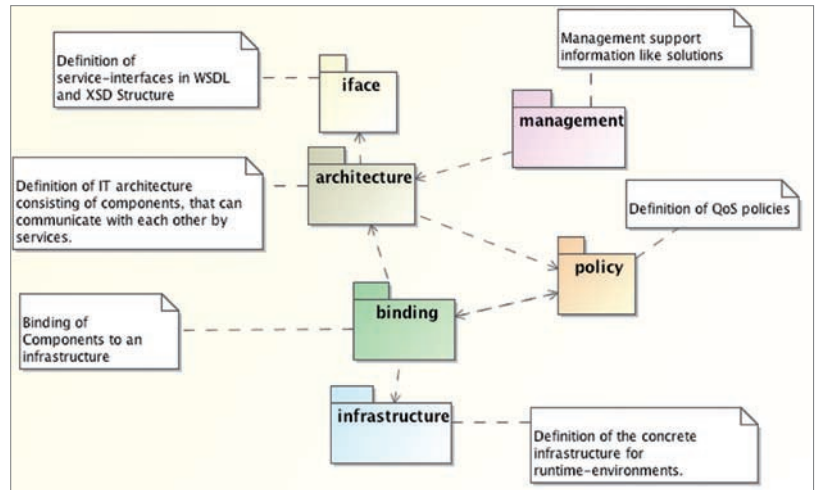 Definition of
service-interfaces in WSDL
and XSD Structure
iface
Management support
information like solutions
management
Definition of IT architecture
consisting of components, that can
communicate with each other by
services.
architecture
Definition of QoS policies
policy
Binding of
Components to an
infrastructure
binding
infrastructure
Definition of the concrete
infrastructure for
runtime-environments.